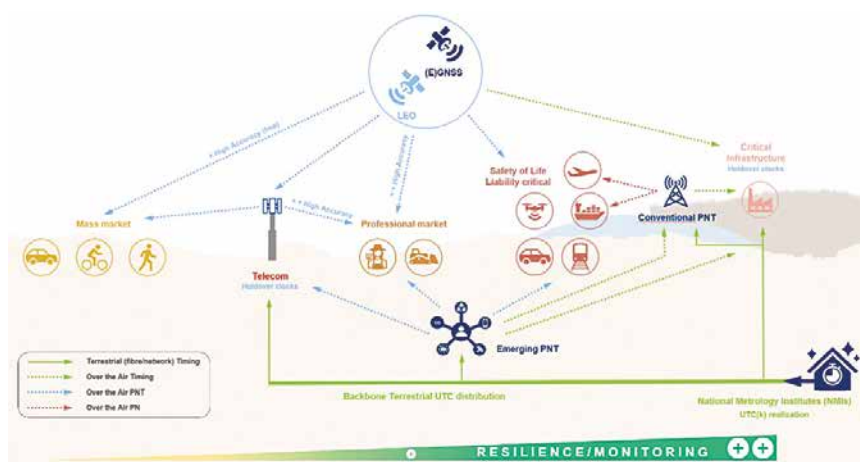 (E)GNSS
LEO
+ High Accuracy (free)
+ + High Accuracy
+ + High Accuracy
Safety of Life
Liability critical
Critical
Infrastructure
Holdover clocks
Mass market
Professional market
Conventional PNT
Telecom
Holdover clocks
Emerging PNT
Terrestrial (fibre/network) Timing
Over the Air Timing
Over the Air PNT
Over the Air PN
Backbone Terrestrial UTC distribution
National Metrology Institutes (NMIs)
UTC(k) realization
RESILIENCE/MONITORING